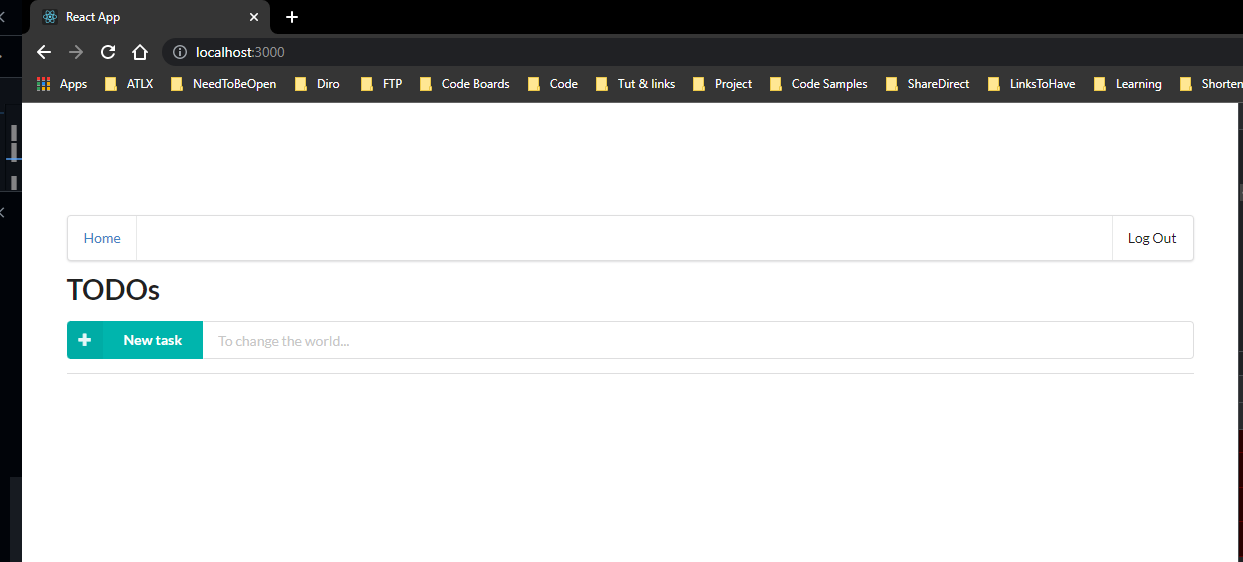 React App
localhost:3000
Apps ATLX NeedToBeOpen Diro FTP Code Boards Code Tut & links Project Code Samples ShareDirect LinksToHave Learning Shorten
Home Log Out
TODOs
New task To change the world...